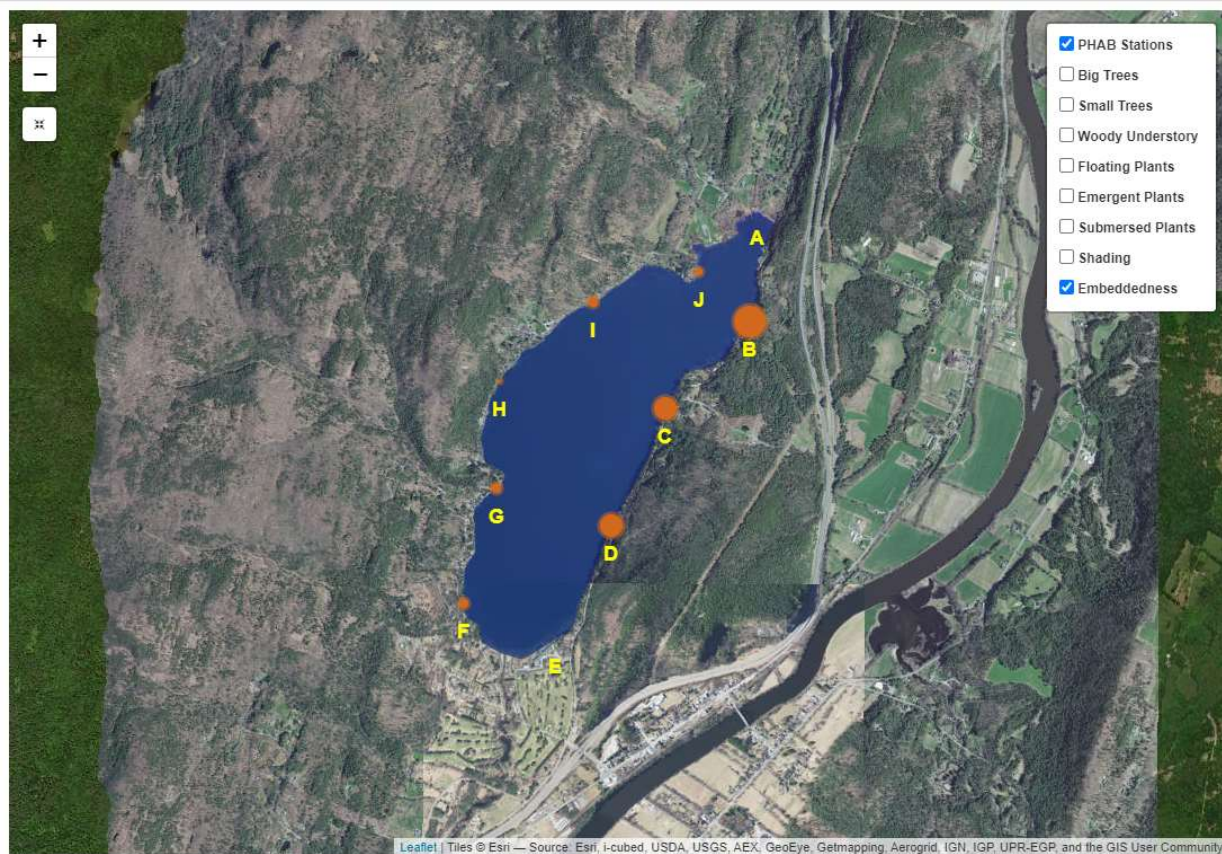 +
−
PHAB Stations
Big Trees
Small Trees
Woody Understory
Floating Plants
Emergent Plants
Submersed Plants
Shading
Embeddedness
A
J
I
B
H
C
G
D
F
E
Leaflet | Tiles © Esri — Source: Esri, i-cubed, USDA, USGS, AEX, GeoEye, Getmapping, Aerogrid, IGN, IGP, UPR-EGP, and the GIS User Community